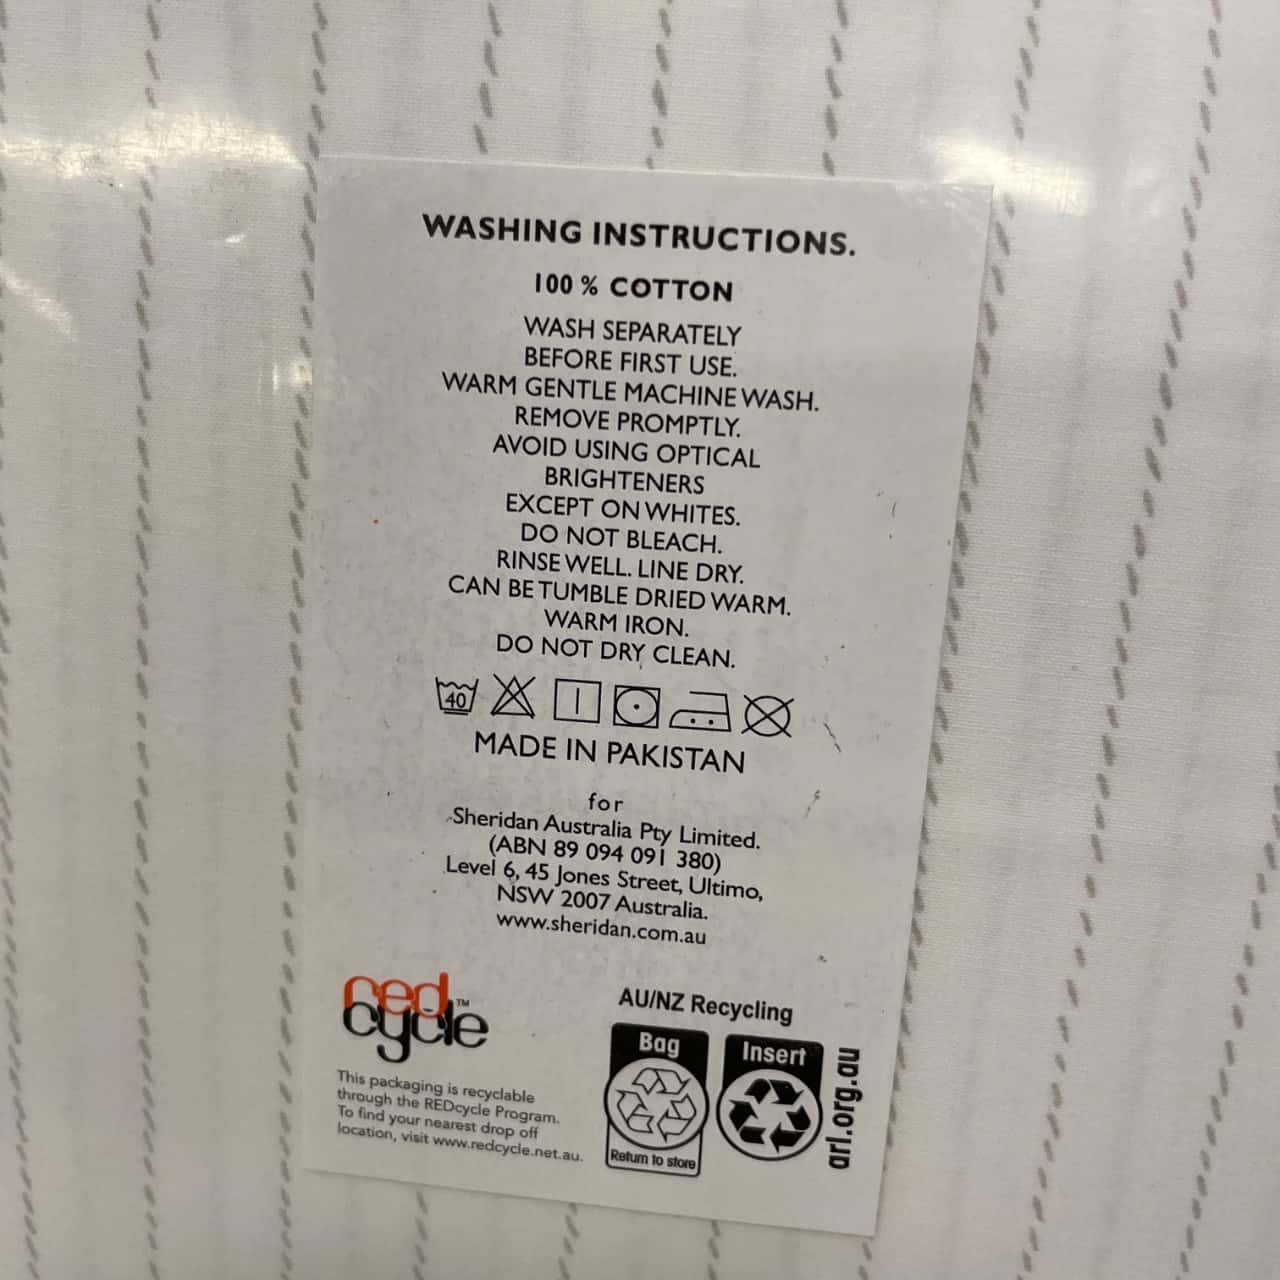 WASHING INSTRUCTIONS.
100 % COTTON
WASH SEPARATELY
BEFORE FIRST USE.
WARM GENTLE MACHINE WASH.
REMOVE PROMPTLY.
AVOID USING OPTICAL
BRIGHTENERS
EXCEPT ON WHITES.
DO NOT BLEACH.
RINSE WELL. LINE DRY.
CAN BE TUMBLE DRIED WARM.
WARM IRON.
DO NOT DRY CLEAN.
40
MADE IN PAKISTAN
for
Sheridan Australia Pty Limited.
(ABN 89 094 091 380)
Level 6, 45 Jones Street, Ultimo,
NSW 2007 Australia.
www.sheridan.com.au
red
cycle™
This packaging is recyclable
through the REDcycle Program.
To find your nearest drop off
location, visit www.redcycle.net.au.
AU/NZ Recycling
Bag
Return to store
Insert
arl.org.au